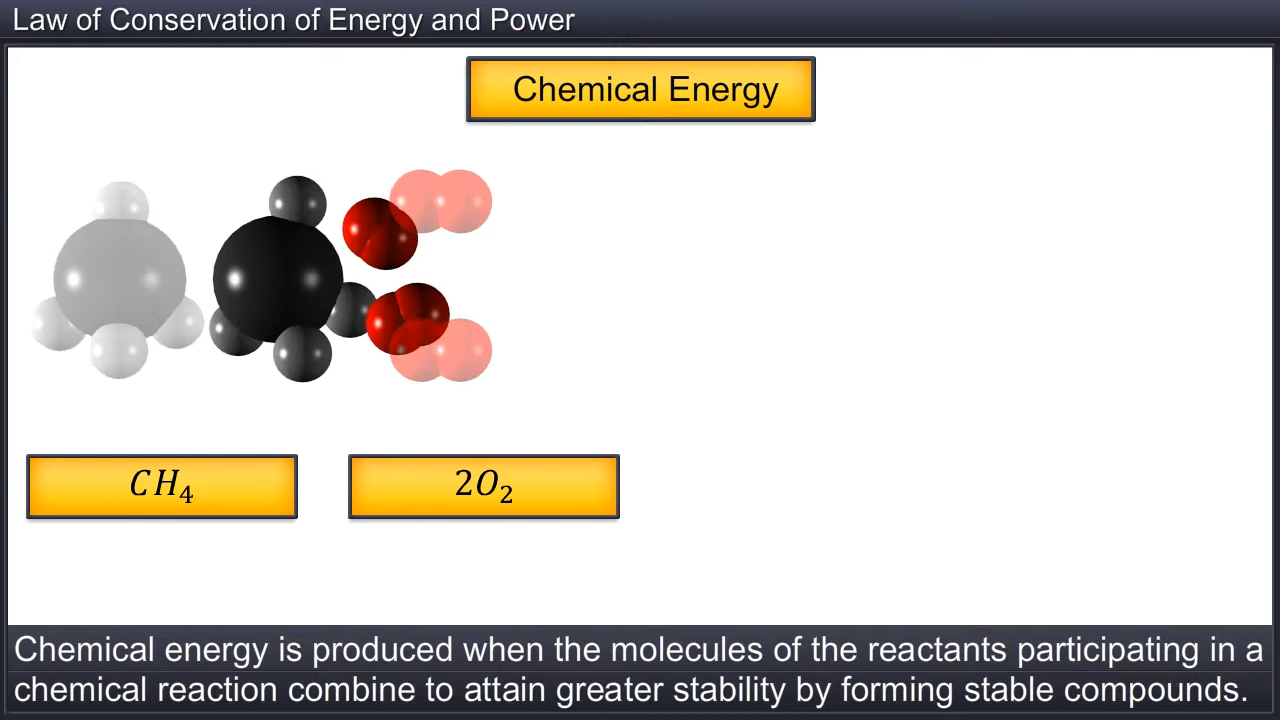 Law of Conservation of Energy and Power
Chemical Energy
CH₄
2O₂
Chemical energy is produced when the molecules of the reactants participating in a
chemical reaction combine to attain greater stability by forming stable compounds.